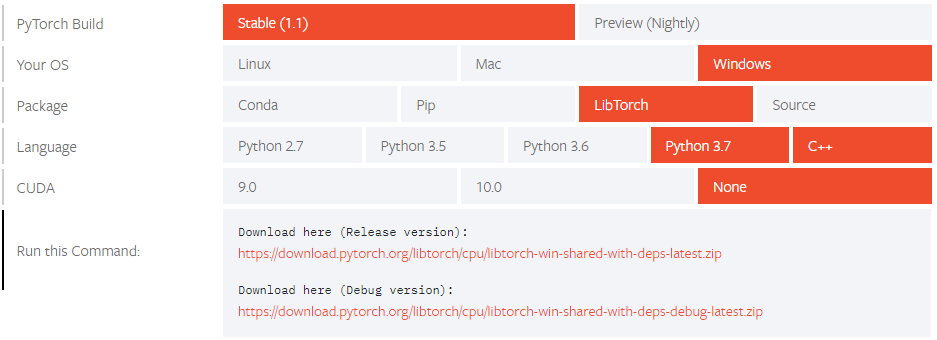 PyTorch Build Stable (1.1) Preview (Nightly)
Your OS Linux Mac Windows
Package Conda Pip LibTorch Source
Language Python 2.7 Python 3.5 Python 3.6 Python 3.7 C++
CUDA 9.0 10.0 None
Run this Command:
Download here (Release version):
https://download.pytorch.org/libtorch/cpu/libtorch-win-shared-with-deps-latest.zip
Download here (Debug version):
https://download.pytorch.org/libtorch/cpu/libtorch-win-shared-with-deps-debug-latest.zip